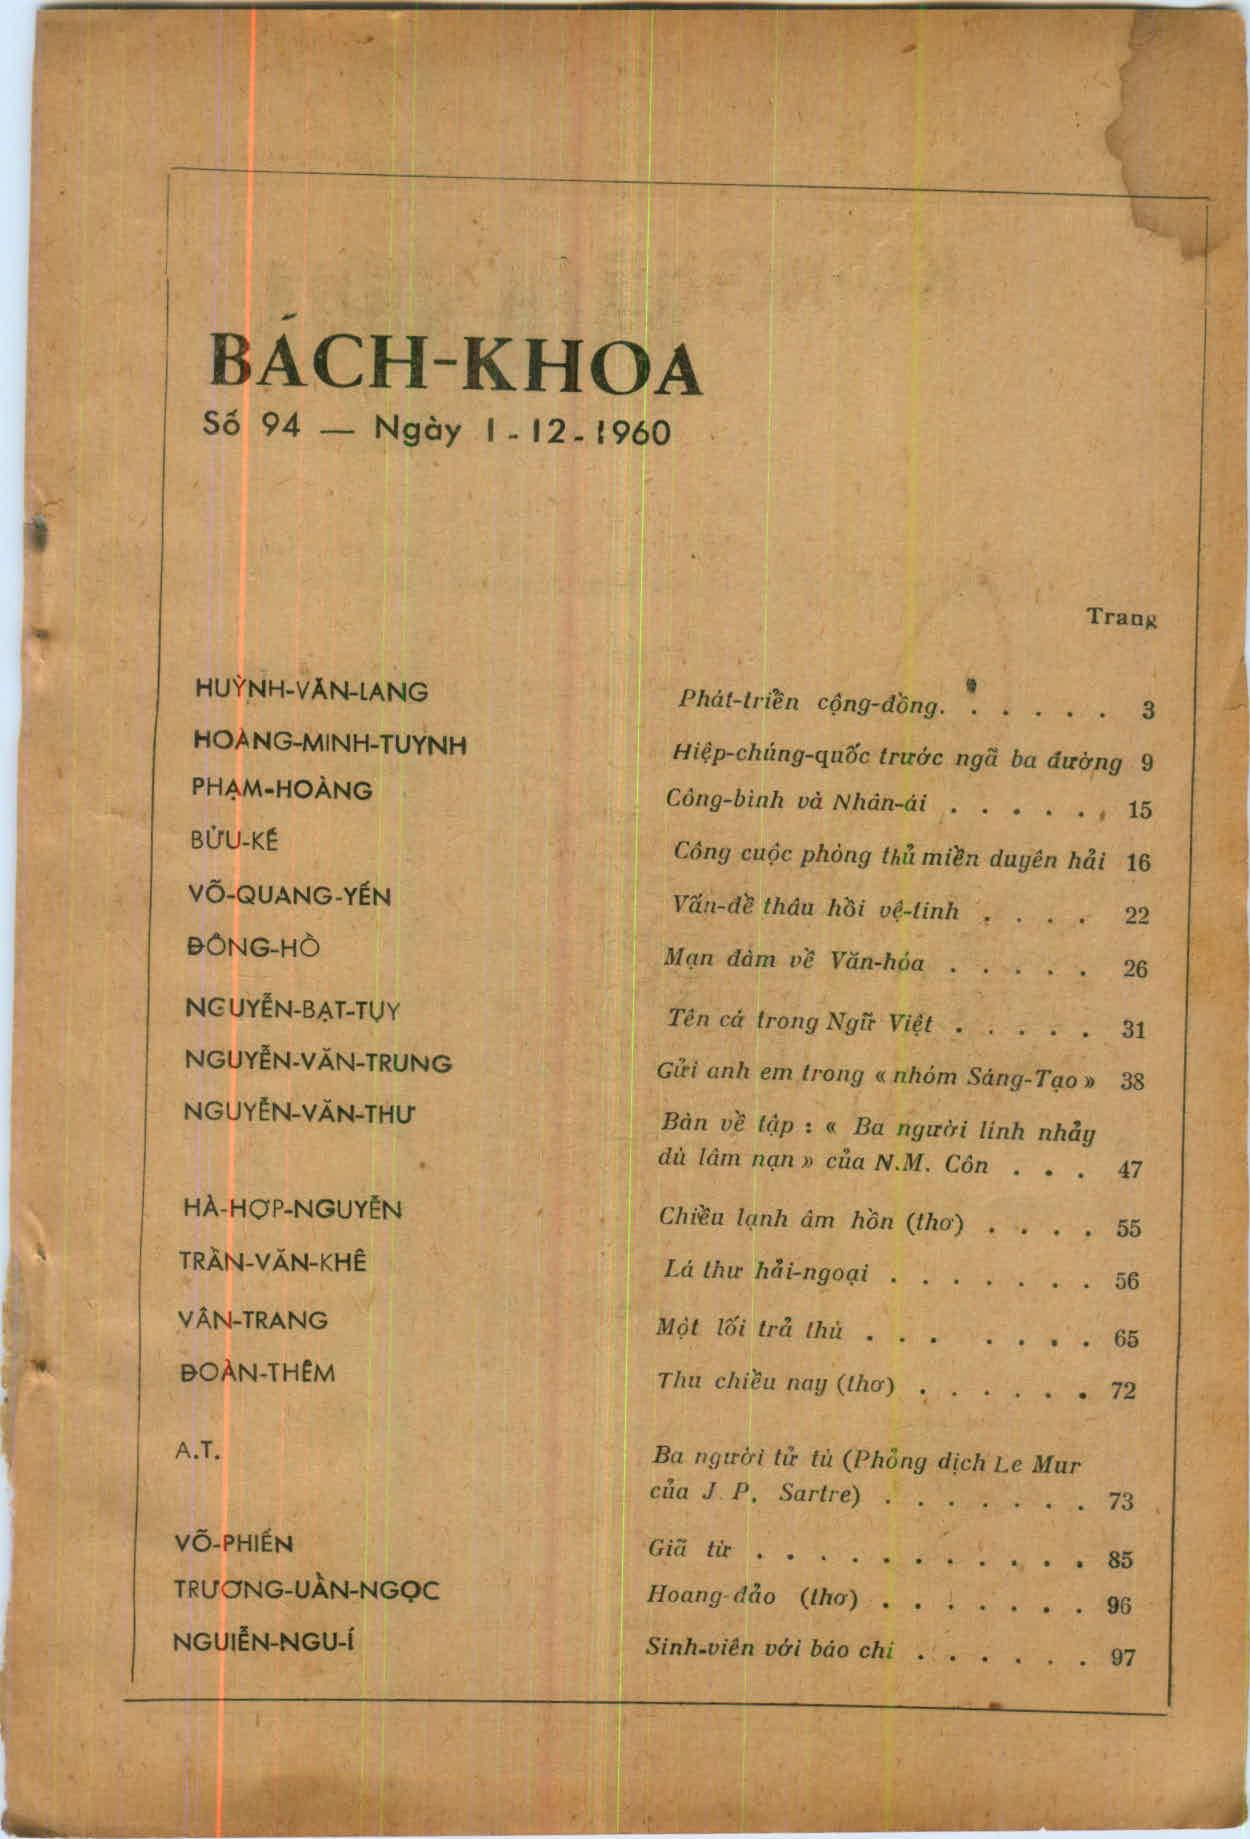 BÁCH-KHOA
Số 94 — Ngày 1-12-1960
Trang
HUỲNH-VĂN-LANG Phát-triển cộng-đồng. . . . . . 3
HOÀNG-MINH-TUYNH Hiệp-chúng-quốc trước ngã ba đường 9
PHẠM-HOÀNG Công-bình và Nhân-ái . . . . . . 15
BỬU-KẾ Công cuộc phòng thủ miền duyên hải 16
VÕ-QUANG-YẾN Vấn-đề thâu hồi vệ-tinh . . . . 22
ĐÔNG-HỒ Mạn đàm về Văn-hóa . . . . . 26
NGUYỄN-BẠT-TỤY Tên cá trong Ngữ Việt . . . . . 31
NGUYỄN-VĂN-TRUNG Gửi anh em trong « nhóm Sáng-Tạo » 38
NGUYỄN-VĂN-THƯ Bàn về tập : « Ba người lính nhảy
dù lâm nạn » của N.M. Côn . . . 47
HÀ-HỢP-NGUYỄN Chiều lạnh âm hồn (thơ) . . . . 55
TRẦN-VĂN-KHÊ Lá thư hải-ngoại . . . . . . . 56
VÂN-TRANG Một lối trả thù . . . . . . . 65
ĐOÀN-THÊM Thu chiều nay (thơ) . . . . . . 72
A.T. Ba người tử tù (Phỏng dịch Le Mur
của J. P. Sartre) . . . . . . . 73
VÕ-PHIẾN Giã từ . . . . . . . . . . . 85
TRƯƠNG-UẢN-NGỌC Hoang-đảo (thơ) . . . . . . . 96
NGUIỄN-NGU-Í Sinh-viên với báo chí . . . . . . 97